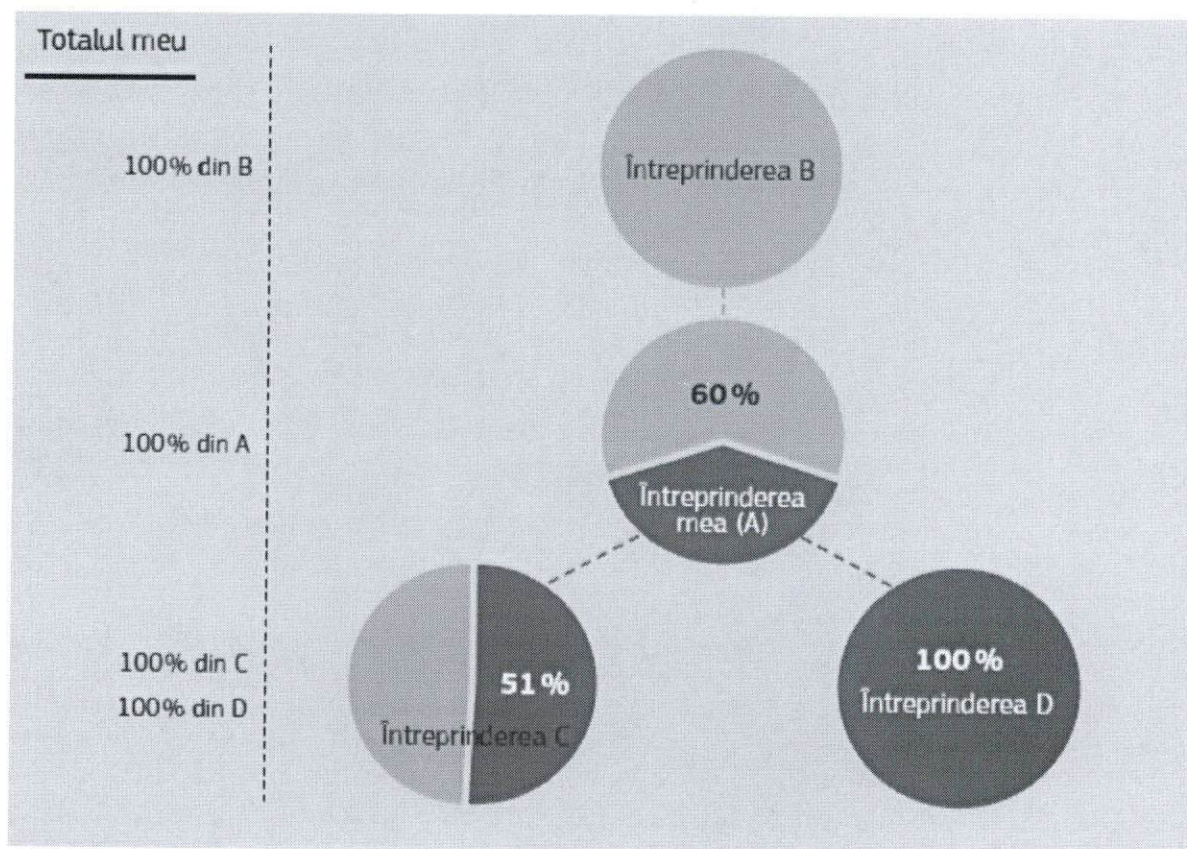 Totalul meu
100% din B
Întreprinderea B
60%
100% din A
Întreprinderea
mea (A)
100% din C
100% din D
51%
Întreprinderea C
100%
Întreprinderea D